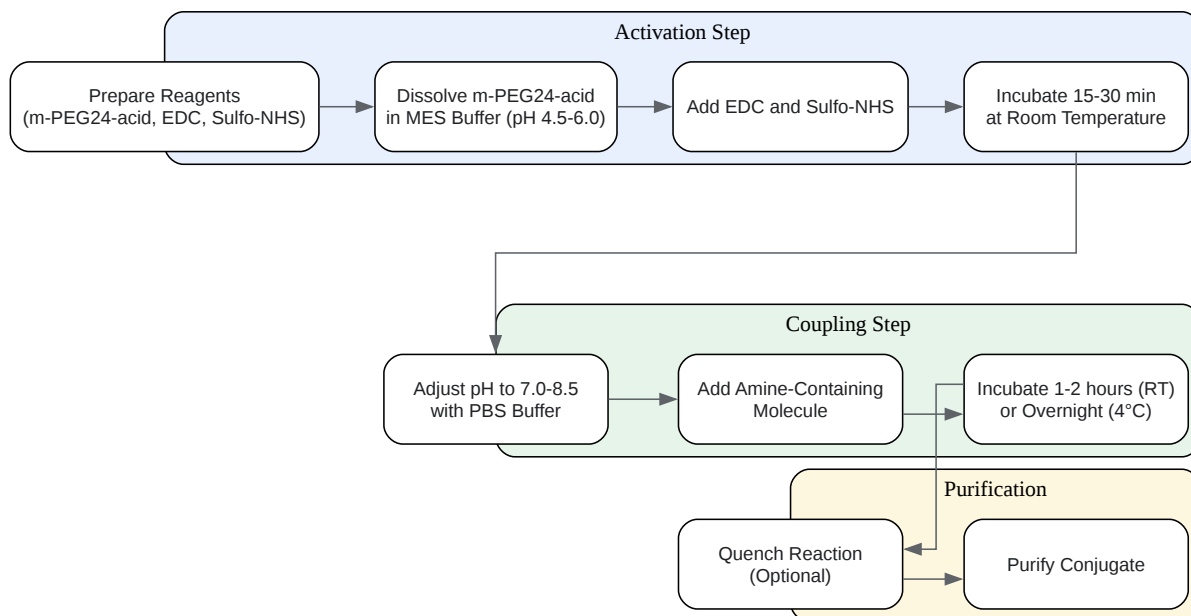 Activation Step
Prepare Reagents
(m-PEG24-acid, EDC, Sulfo-NHS)
Dissolve m-PEG24-acid
in MES Buffer (pH 4.5-6.0)
Add EDC and Sulfo-NHS
Incubate 15-30 min
at Room Temperature
Coupling Step
Adjust pH to 7.0-8.5
with PBS Buffer
Add Amine-Containing
Molecule
Incubate 1-2 hours (RT)
or Overnight (4°C)
Purification
Quench Reaction
(Optional)
Purify Conjugate